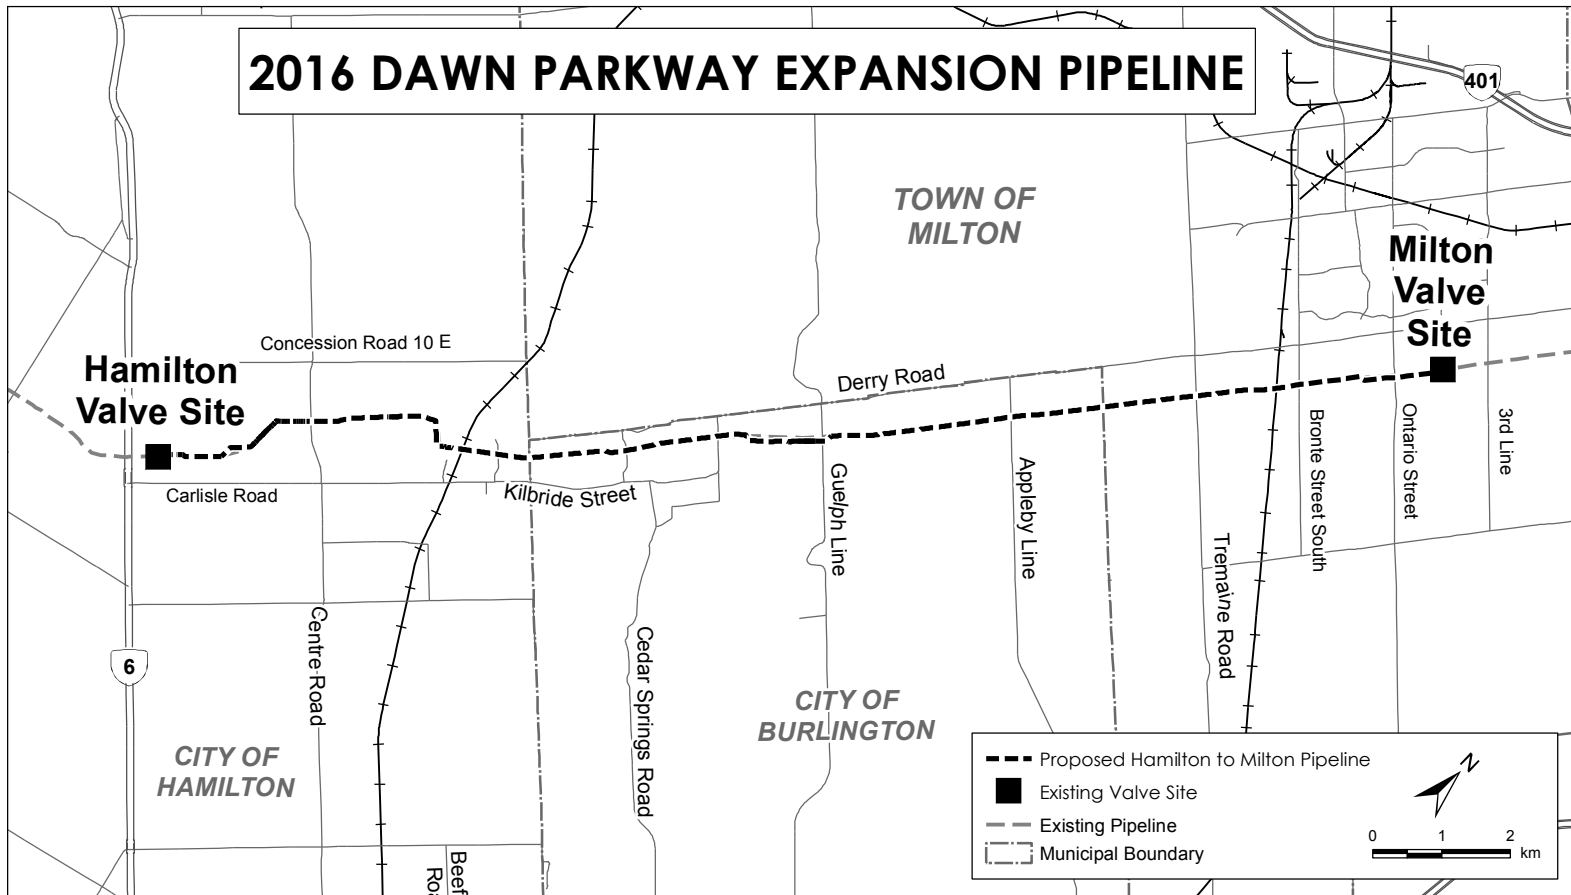 2016 DAWN PARKWAY EXPANSION PIPELINE
401
TOWN OF
MILTON
Milton
Valve
Site
Concession Road 10 E
Hamilton
Valve Site
Derry Road
Carlisle Road
Kilbride Street
Guelph Line
Appleby Line
Bronte Street South
Ontario Street
3rd Line
Tremaine Road
Centre Road
Cedar Springs Road
6
CITY OF
BURLINGTON
CITY OF
HAMILTON
Proposed Hamilton to Milton Pipeline
Existing Valve Site
Existing Pipeline
Municipal Boundary
N
0 1 2
km